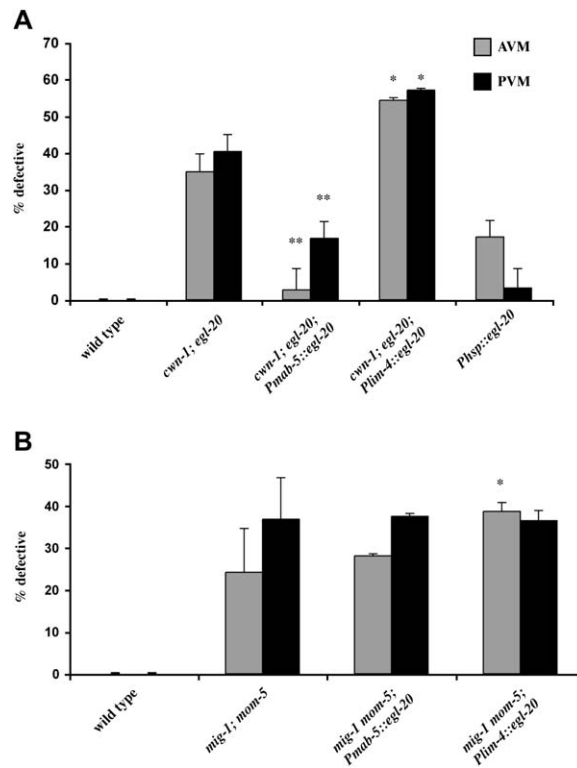 A
70
60
50
40
30
20
10
0
% defective
AVM
PVM
*
*
**
**
wild type
cwn-1; egl-20
cwn-1; egl-20;
Pmab-5::egl-20
cwn-1; egl-20;
Plim-4::egl-20
Phsp::egl-20
B
50
40
30
20
10
0
% defective
*
wild type
mig-1; mom-5
mig-1 mom-5;
Pmab-5::egl-20
mig-1 mom-5;
Plim-4::egl-20